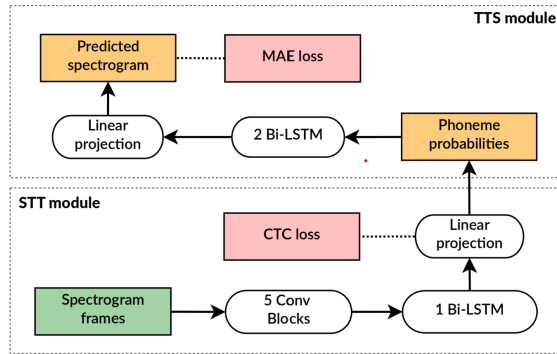 TTS module
Predicted
spectrogram
MAE loss
Linear
projection
2 Bi-LSTM
Phoneme
probabilities
STT module
CTC loss
Linear
projection
Spectrogram
frames
5 Conv
Blocks
1 Bi-LSTM